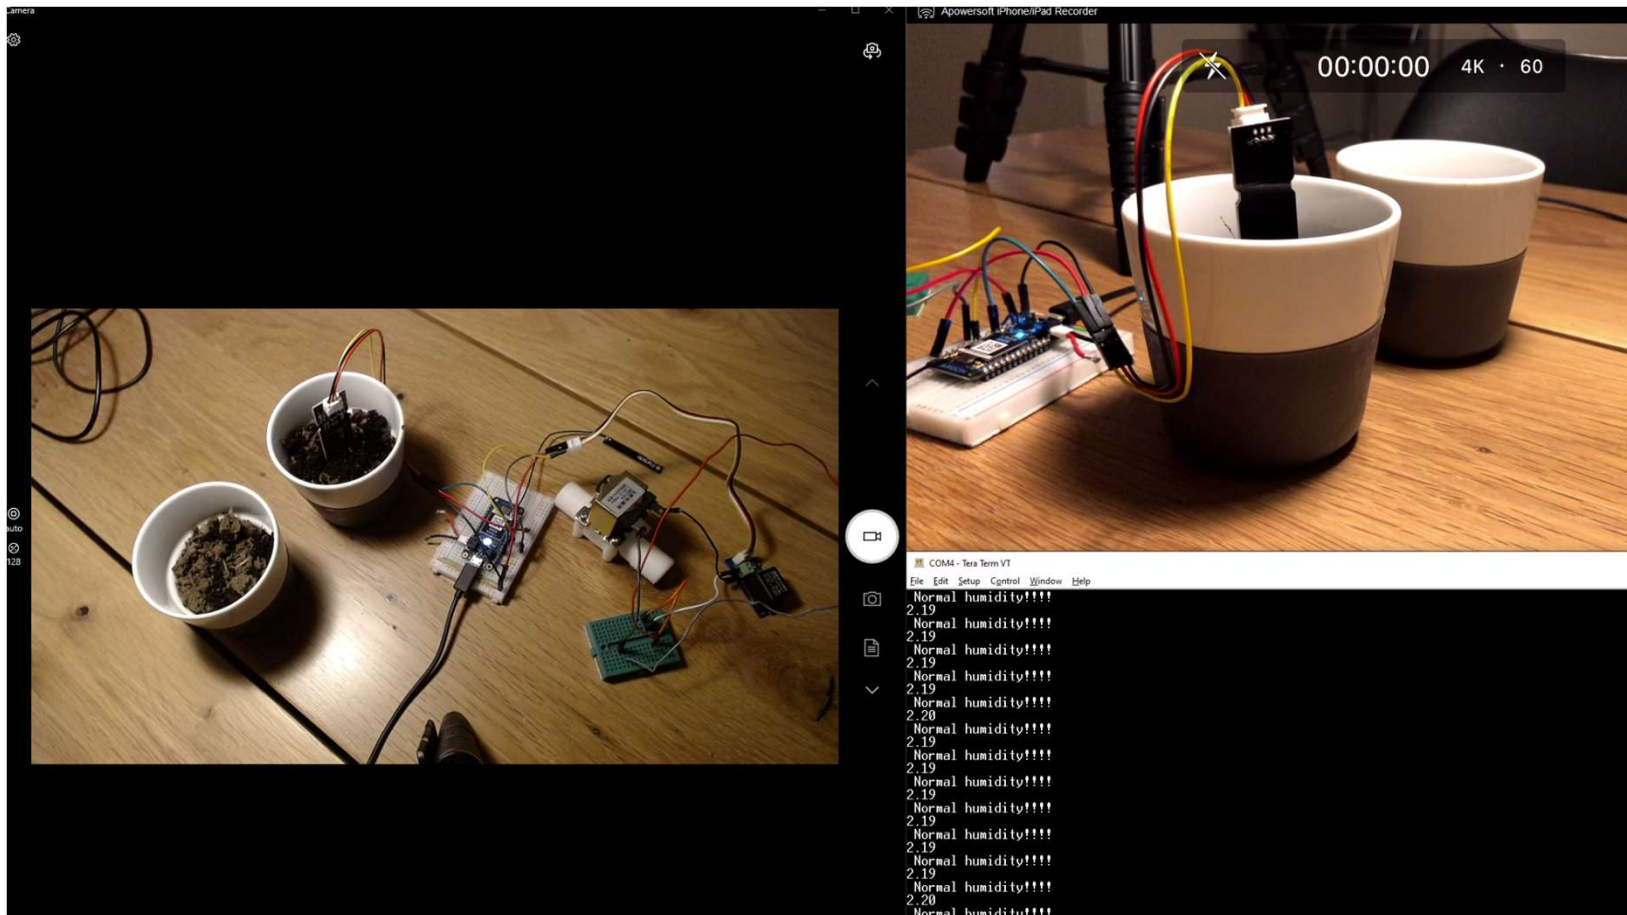 Camera
auto
128
Apowersoft iPhone/iPad Recorder
00:00:00 4K · 60
COM4 - Tera Term VT
File Edit Setup Control Window Help
Normal humidity!!!!
2.19
Normal humidity!!!!
2.19
Normal humidity!!!!
2.19
Normal humidity!!!!
2.19
Normal humidity!!!!
2.20
Normal humidity!!!!
2.19
Normal humidity!!!!
2.19
Normal humidity!!!!
2.19
Normal humidity!!!!
2.19
Normal humidity!!!!
2.19
Normal humidity!!!!
2.19
Normal humidity!!!!
2.20
Normal humidity!!!!